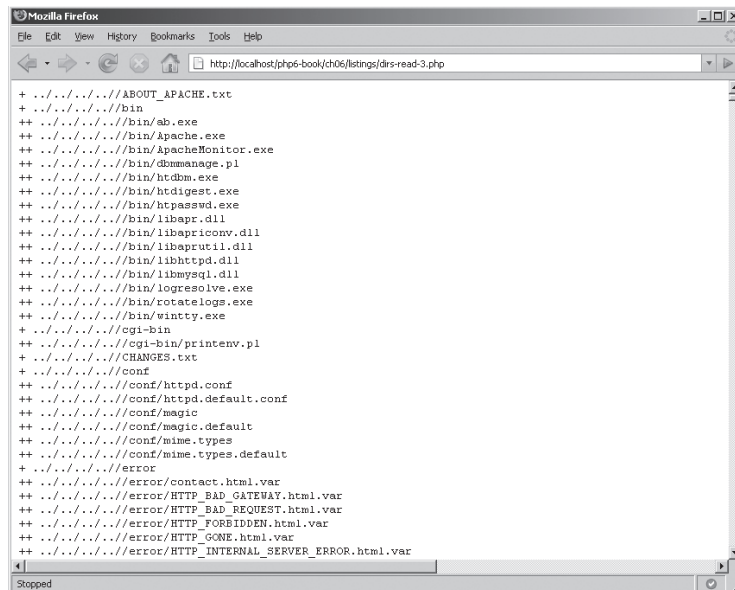 Mozilla Firefox
File Edit View History Bookmarks Tools Help
http://localhost/php6-book/ch06/listings/dirs-read-3.php
+ ../../../..//ABOUT_APACHE.txt
+ ../../../..//bin
++ ../../../..//bin/ab.exe
++ ../../../..//bin/Apache.exe
++ ../../../..//bin/ApacheMonitor.exe
++ ../../../..//bin/dbmmanage.pl
++ ../../../..//bin/htdbm.exe
++ ../../../..//bin/htdigest.exe
++ ../../../..//bin/htpasswd.exe
++ ../../../..//bin/libapr.dll
++ ../../../..//bin/libapriconv.dll
++ ../../../..//bin/libaprutil.dll
++ ../../../..//bin/libhttpd.dll
++ ../../../..//bin/libmysql.dll
++ ../../../..//bin/logresolve.exe
++ ../../../..//bin/rotatelogs.exe
++ ../../../..//bin/wintty.exe
+ ../../../..//cgi-bin
++ ../../../..//cgi-bin/printenv.pl
+ ../../../..//CHANGES.txt
+ ../../../..//conf
++ ../../../..//conf/httpd.conf
++ ../../../..//conf/httpd.default.conf
++ ../../../..//conf/magic
++ ../../../..//conf/magic.default
++ ../../../..//conf/mime.types
++ ../../../..//conf/mime.types.default
+ ../../../..//error
++ ../../../..//error/contact.html.var
++ ../../../..//error/HTTP_BAD_GATEWAY.html.var
++ ../../../..//error/HTTP_BAD_REQUEST.html.var
++ ../../../..//error/HTTP_FORBIDDEN.html.var
++ ../../../..//error/HTTP_GONE.html.var
++ ../../../..//error/HTTP_INTERNAL_SERVER_ERROR.html.var
Stopped